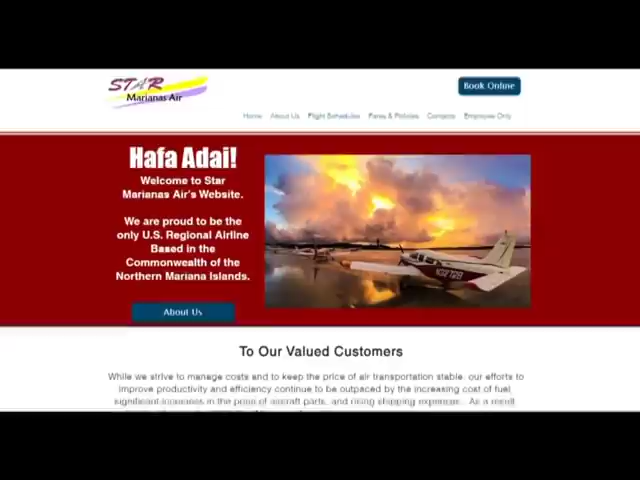 STAR
Marianas Air
Book Online
Home About Us Flight Schedules Fares & Policies Contacts Employee Only
Hafa Adai!
Welcome to Star
Marianas Air's Website.
We are proud to be the
only U.S. Regional Airline
Based in the
Commonwealth of the
Northern Mariana Islands.
About Us
To Our Valued Customers
While we strive to manage costs and to keep the price of air transportation stable, our efforts to
improve productivity and efficiency continue to be outpaced by the increasing cost of fuel
significant increases in the price of aircraft parts, and rising shipping expenses. As a result